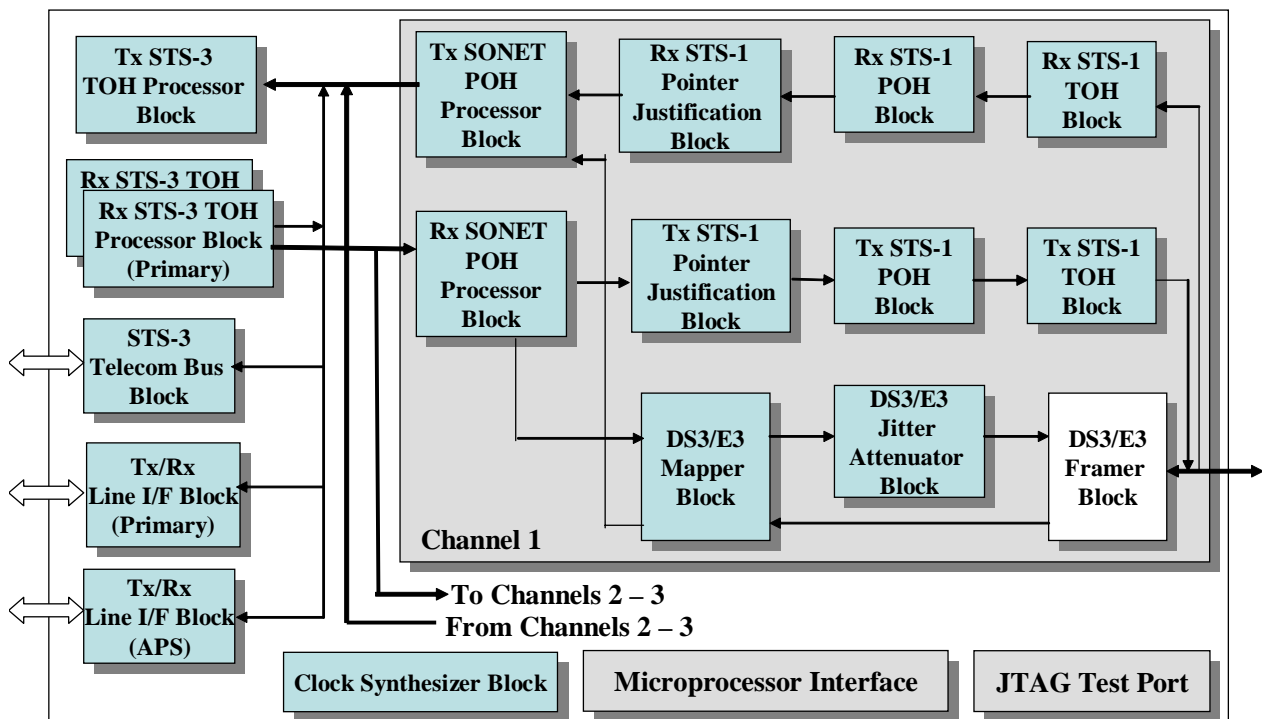 Tx STS-3
TOH Processor
Block
Tx SONET
POH
Processor
Block
Rx STS-1
Pointer
Justification
Block
Rx STS-1
POH
Block
Rx STS-1
TOH
Block
Rx STS-3 TOH
Rx STS-3 TOH
Processor Block
(Primary)
Rx SONET
POH
Processor
Block
Tx STS-1
Pointer
Justification
Block
Tx STS-1
POH
Block
Tx STS-1
TOH
Block
STS-3
Telecom Bus
Block
DS3/E3
Mapper
Block
DS3/E3
Jitter
Attenuator
Block
DS3/E3
Framer
Block
Tx/Rx
Line I/F Block
(Primary)
Channel 1
Tx/Rx
Line I/F Block
(APS)
To Channels 2 – 3
From Channels 2 – 3
Clock Synthesizer Block
Microprocessor Interface
JTAG Test Port